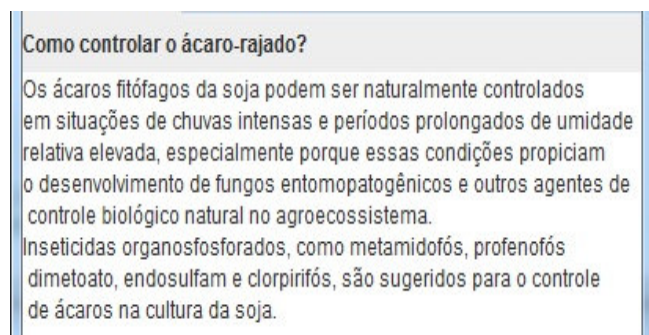 Como controlar o ácaro-rajado?
Os ácaros fitófagos da soja podem ser naturalmente controlados
em situações de chuvas intensas e períodos prolongados de umidade
relativa elevada, especialmente porque essas condições propiciam
o desenvolvimento de fungos entomopatogênicos e outros agentes de
controle biológico natural no agroecossistema.
Inseticidas organosfosforados, como metamidofós, profenofós
dimetoato, endosulfam e clorpirifós, são sugeridos para o controle
de ácaros na cultura da soja.